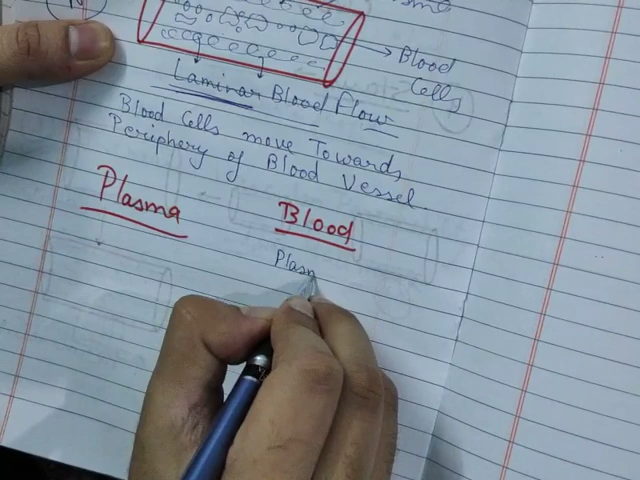 Blood
Cells
Laminar Blood flow
Blood Cells move Towards
Periphery of Blood Vessel
Plasma
Blood
Plasm